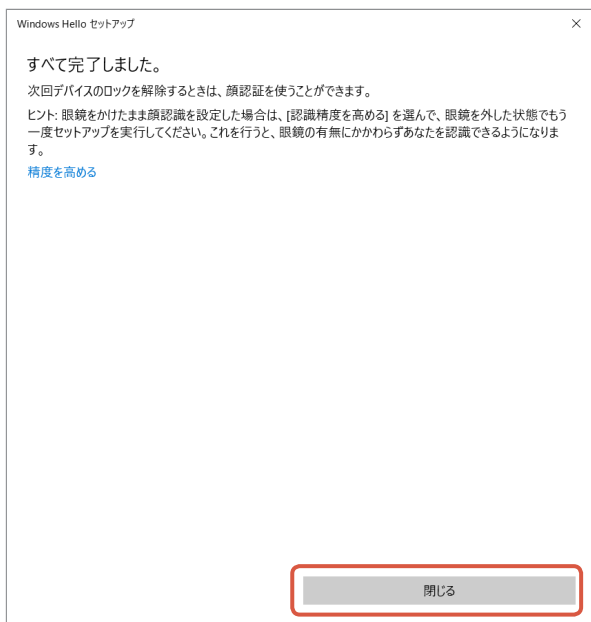 Windows Hello セットアップ
すべて完了しました。
次回デバイスのロックを解除するときは、顔認証を使うことができます。
ヒント: 眼鏡をかけたまま顔認識を設定した場合は、[認識精度を高める] を選んで、眼鏡を外した状態でもう
一度セットアップを実行してください。これを行うと、眼鏡の有無にかかわらずあなたを認識できるようになりま
す。
精度を高める
閉じる